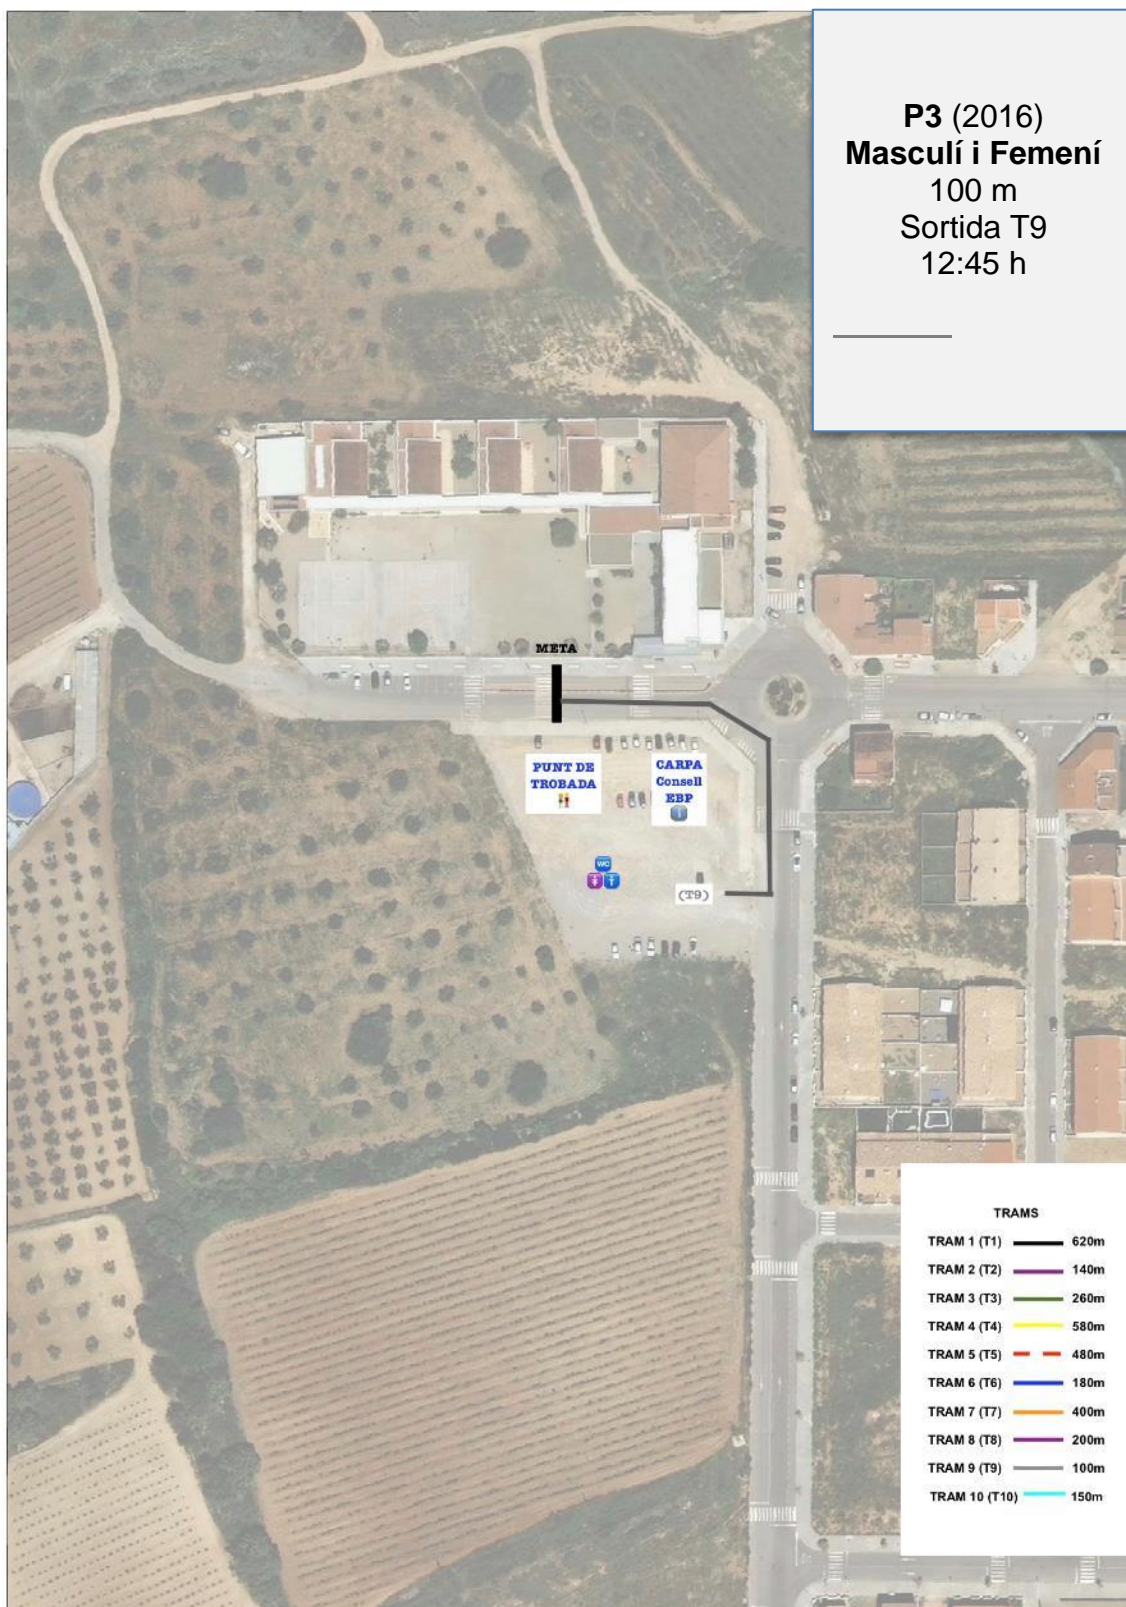 P3 (2016)
Masculí i Femení
100 m
Sortida T9
12:45 h
META
PUNT DE
TROBADA
CARPA
Consell
EBP
WC
(T9)
TRAMS
TRAM 1 (T1) 620m
TRAM 2 (T2) 140m
TRAM 3 (T3) 260m
TRAM 4 (T4) 580m
TRAM 5 (T5) 480m
TRAM 6 (T6) 180m
TRAM 7 (T7) 400m
TRAM 8 (T8) 200m
TRAM 9 (T9) 100m
TRAM 10 (T10) 150m